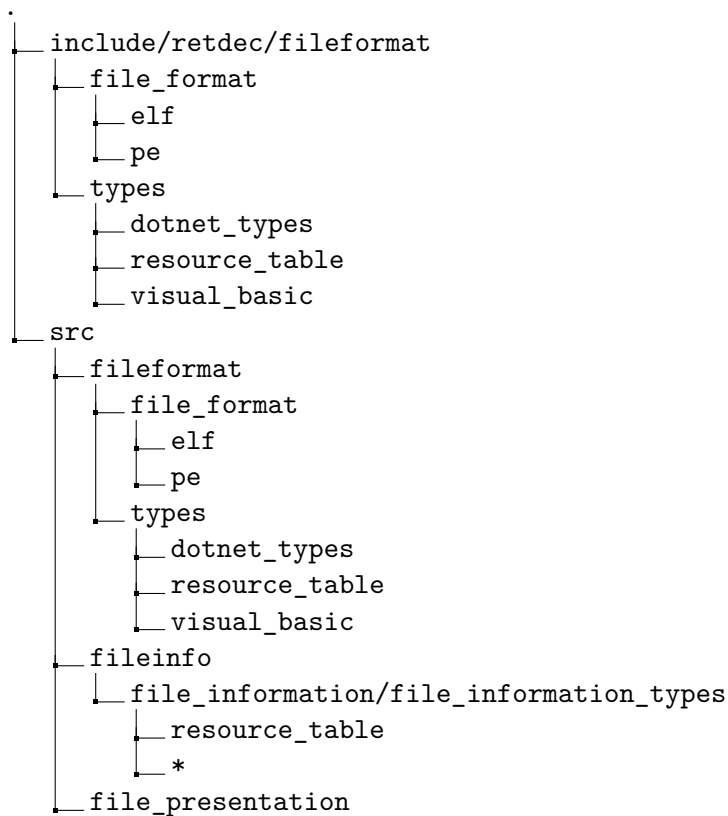 .
include/retdec/fileformat
file_format
elf
pe
types
dotnet_types
resource_table
visual_basic
src
fileformat
file_format
elf
pe
types
dotnet_types
resource_table
visual_basic
fileinfo
file_information/file_information_types
resource_table
*
file_presentation